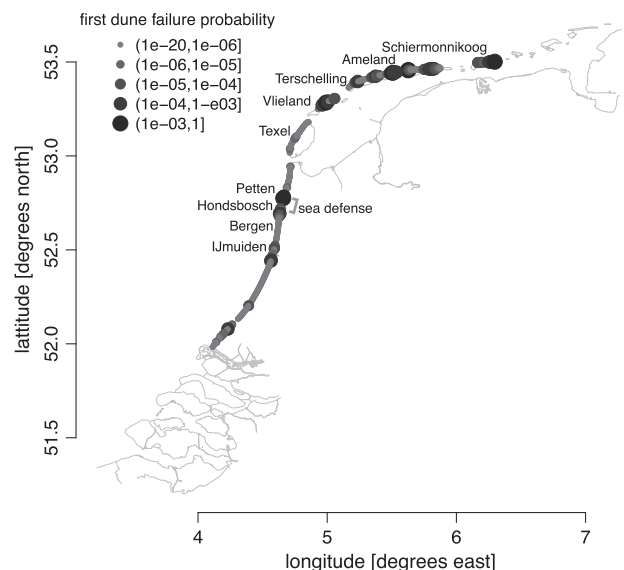 first dune failure probability
(1e−20,1e−06]
(1e−06,1e−05]
(1e−05,1e−04]
(1e−04,1−e03]
(1e−03,1]
Schiermonnikoog
Ameland
Terschelling
Vlieland
Texel
Petten
Hondsbosch
sea defense
Bergen
IJmuiden
lattitude [degrees north]
53.5
53.0
52.5
52.0
51.5
4 5 6 7
longitude [degrees east]